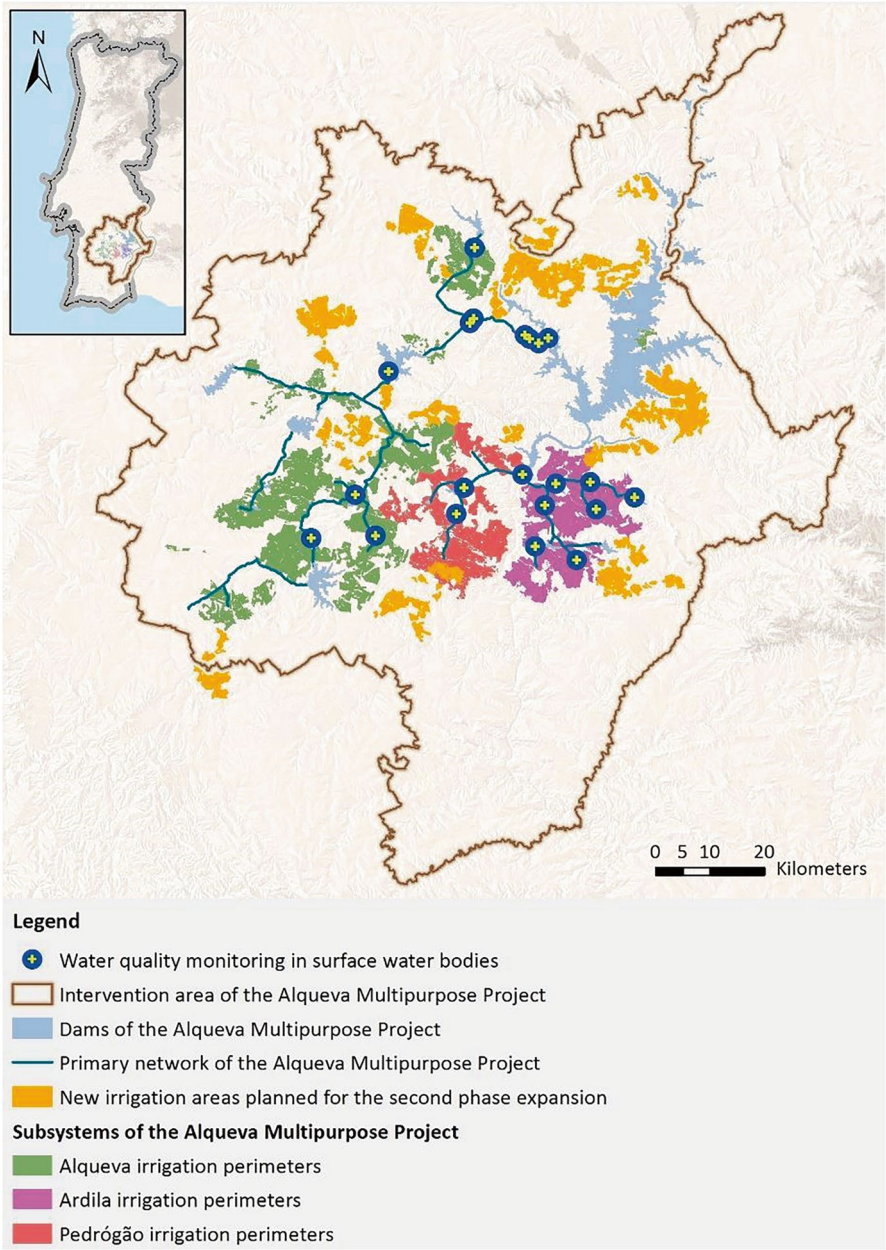 N
0 5 10 20
Kilometers
Legend
Water quality monitoring in surface water bodies
Intervention area of the Alqueva Multipurpose Project
Dams of the Alqueva Multipurpose Project
Primary network of the Alqueva Multipurpose Project
New irrigation areas planned for the second phase expansion
Subsystems of the Alqueva Multipurpose Project
Alqueva irrigation perimeters
Ardila irrigation perimeters
Pedrógão irrigation perimeters